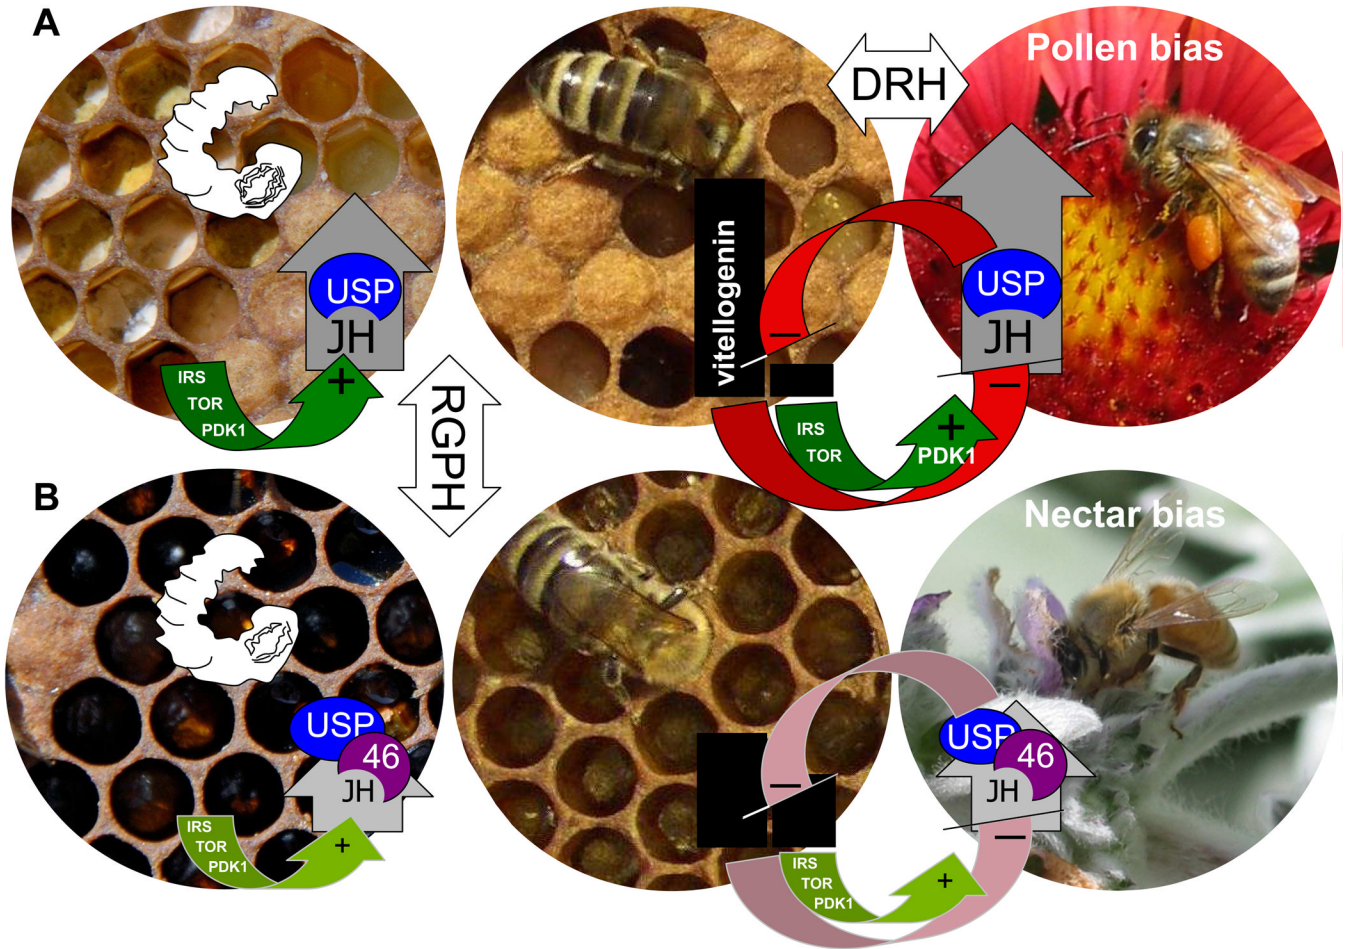 A
DRH
Pollen bias
vitellogenin
USP
JH
+
IRS
TOR
PDK1
USP
JH
−
−
IRS
TOR
+
PDK1
RGPH
B
Nectar bias
USP
46
JH
+
IRS
TOR
PDK1
USP
46
JH
−
−
IRS
TOR
PDK1
+